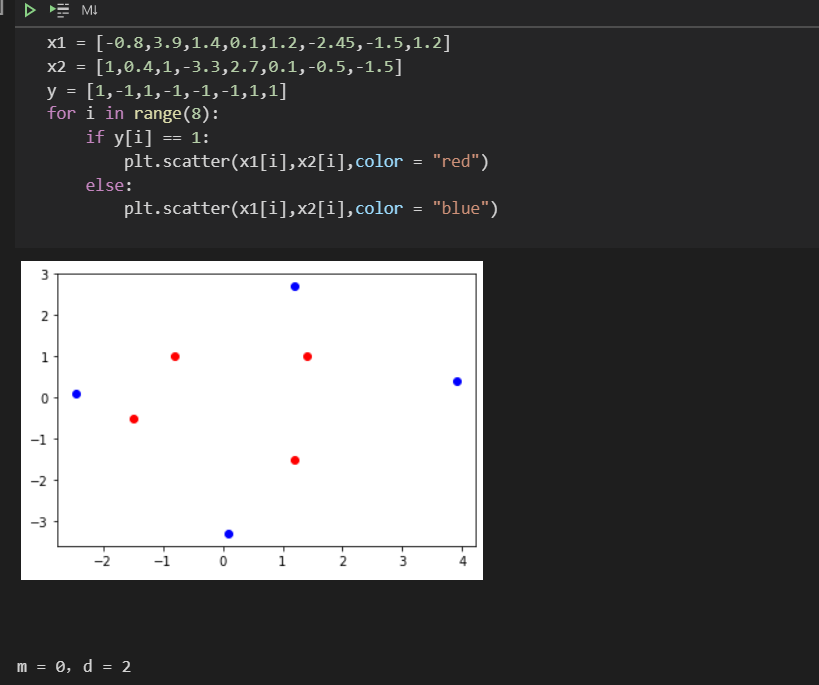 M↓
x1 = [-0.8,3.9,1.4,0.1,1.2,-2.45,-1.5,1.2]
x2 = [1,0.4,1,-3.3,2.7,0.1,-0.5,-1.5]
y = [1,-1,1,-1,-1,-1,1,1]
for i in range(8):
    if y[i] == 1:
        plt.scatter(x1[i],x2[i],color = "red")
    else:
        plt.scatter(x1[i],x2[i],color = "blue")
3
2
1
0
−1
−2
−3
−2 −1 0 1 2 3 4
m = 0, d = 2